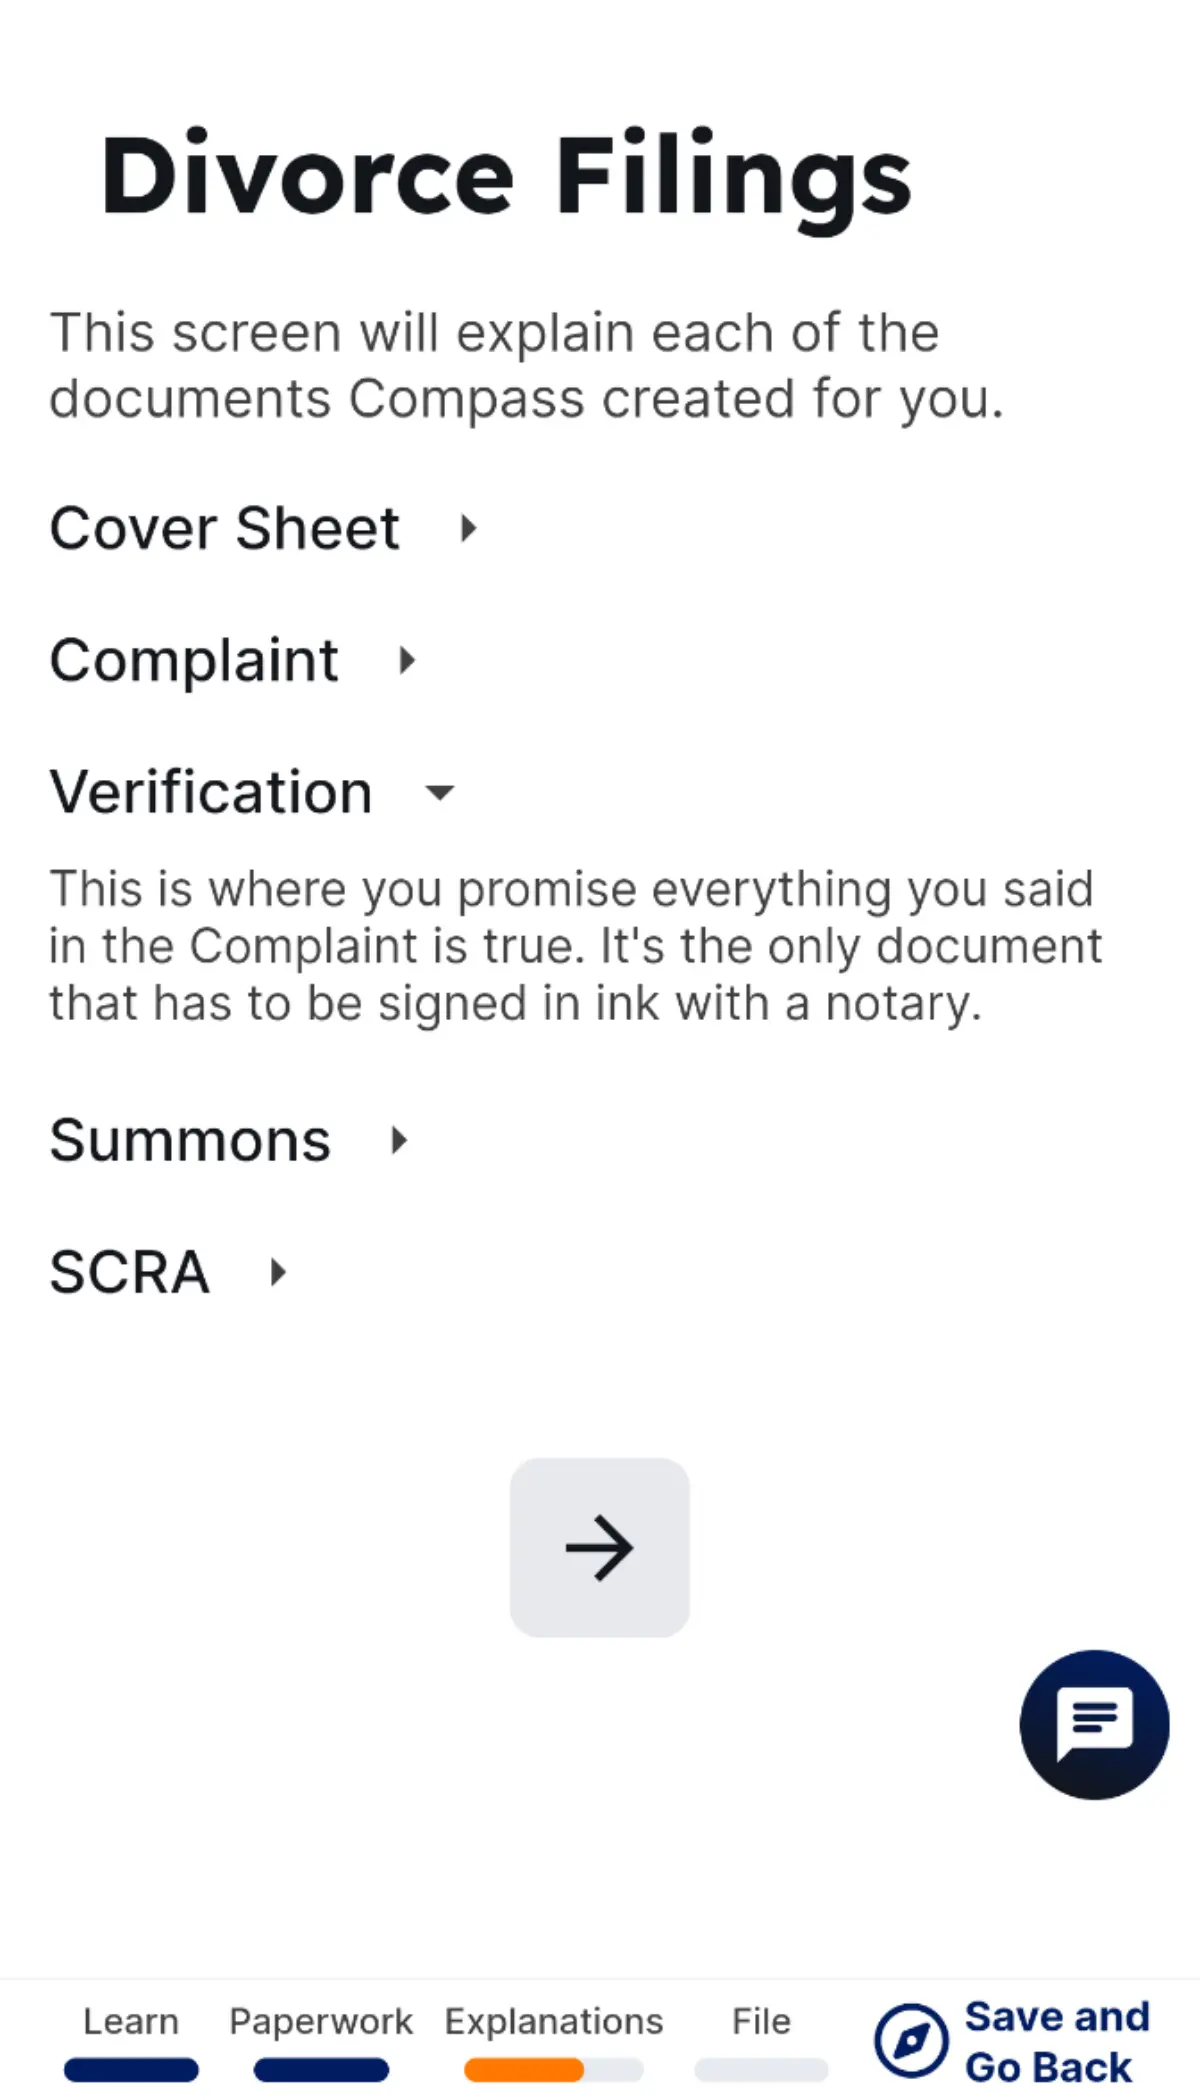 Divorce Filings
This screen will explain each of the
documents Compass created for you.
Cover Sheet
Complaint
Verification
This is where you promise everything you said
in the Complaint is true. It's the only document
that has to be signed in ink with a notary.
Summons
SCRA
Learn
Paperwork
Explanations
File
Save and
Go Back